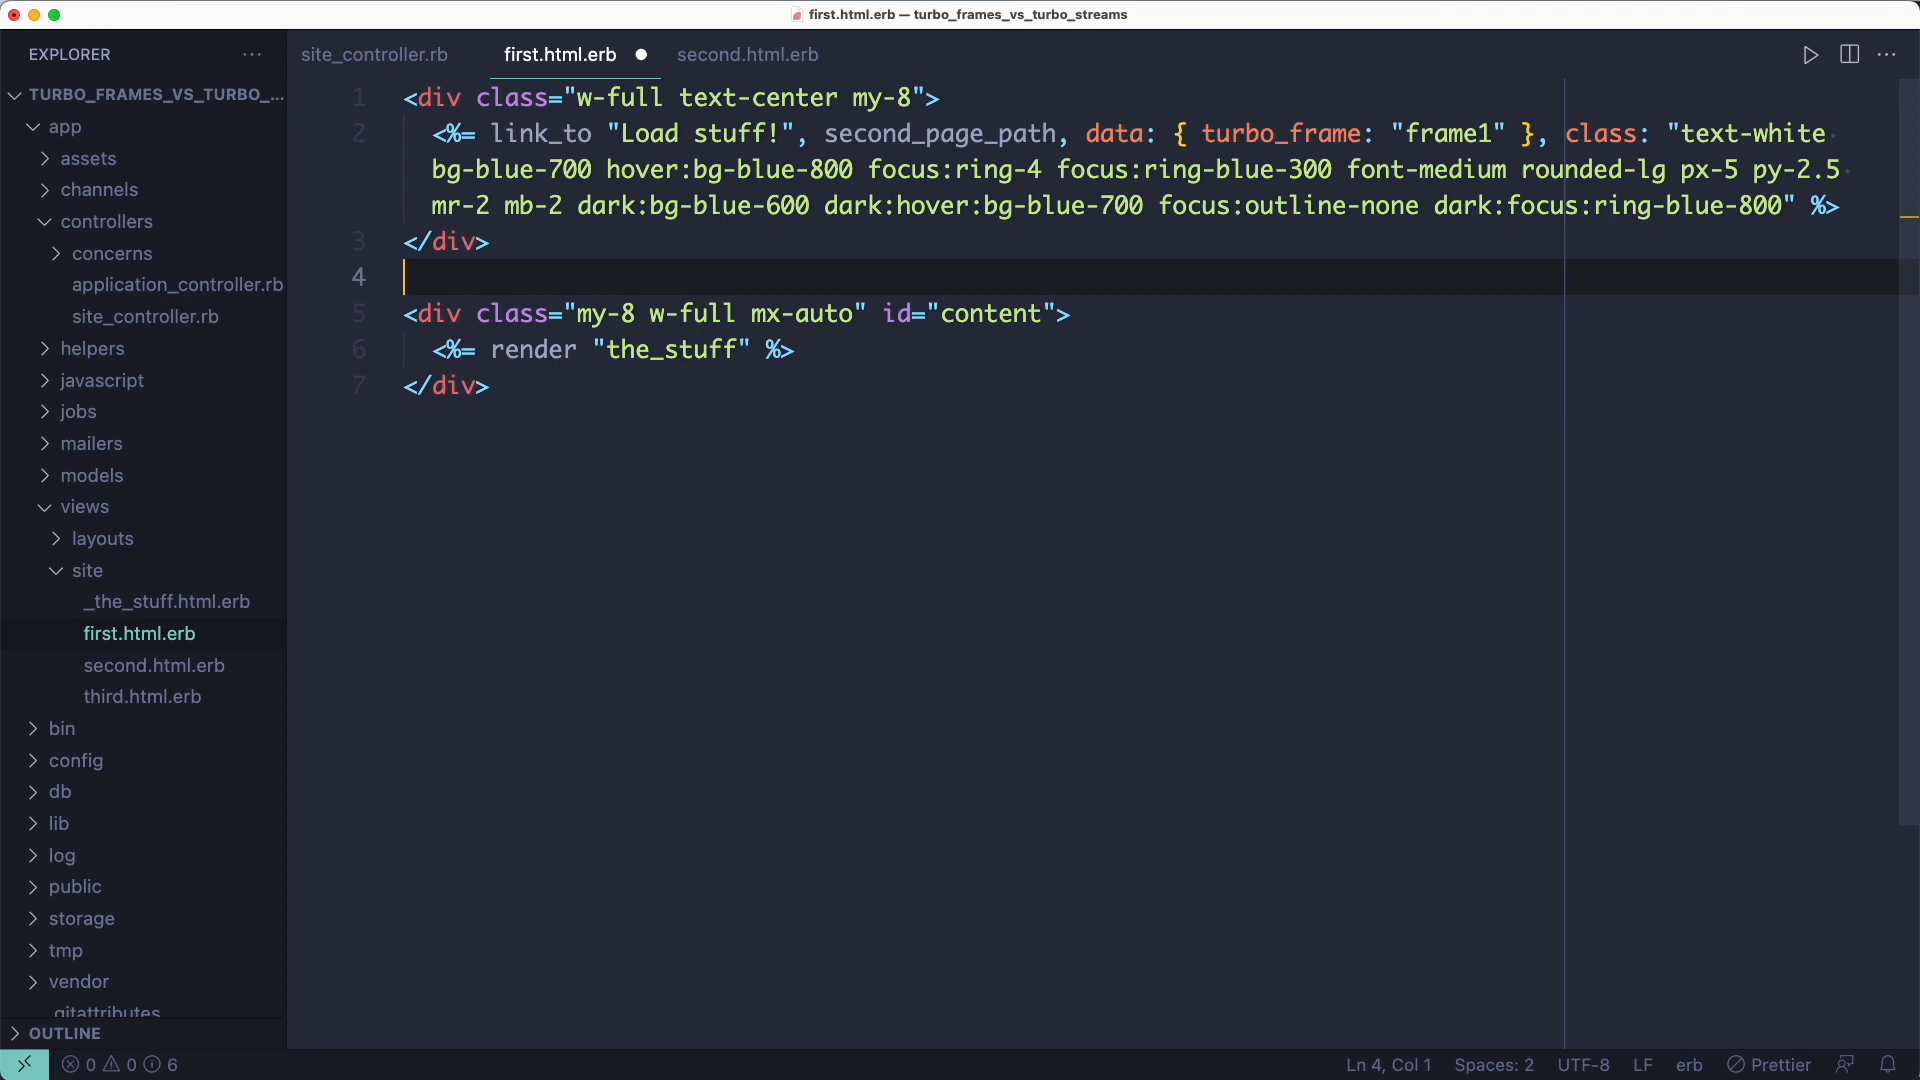 first.html.erb — turbo_frames_vs_turbo_streams
EXPLORER
TURBO_FRAMES_VS_TURBO_...
app
assets
channels
controllers
concerns
application_controller.rb
site_controller.rb
helpers
javascript
jobs
mailers
models
views
layouts
site
_the_stuff.html.erb
first.html.erb
second.html.erb
third.html.erb
bin
config
db
lib
log
public
storage
tmp
vendor
.gitattributes
OUTLINE
site_controller.rb
first.html.erb
second.html.erb
1 <div class="w-full text-center my-8">
2 <%= link_to "Load stuff!", second_page_path, data: { turbo_frame: "frame1" }, class: "text-white
bg-blue-700 hover:bg-blue-800 focus:ring-4 focus:ring-blue-300 font-medium rounded-lg px-5 py-2.5
mr-2 mb-2 dark:bg-blue-600 dark:hover:bg-blue-700 focus:outline-none dark:focus:ring-blue-800" %>
3 </div>
4
5 <div class="my-8 w-full mx-auto" id="content">
6 <%= render "the_stuff" %>
7 </div>
0 0 6
Ln 4, Col 1 Spaces: 2 UTF-8 LF erb Prettier